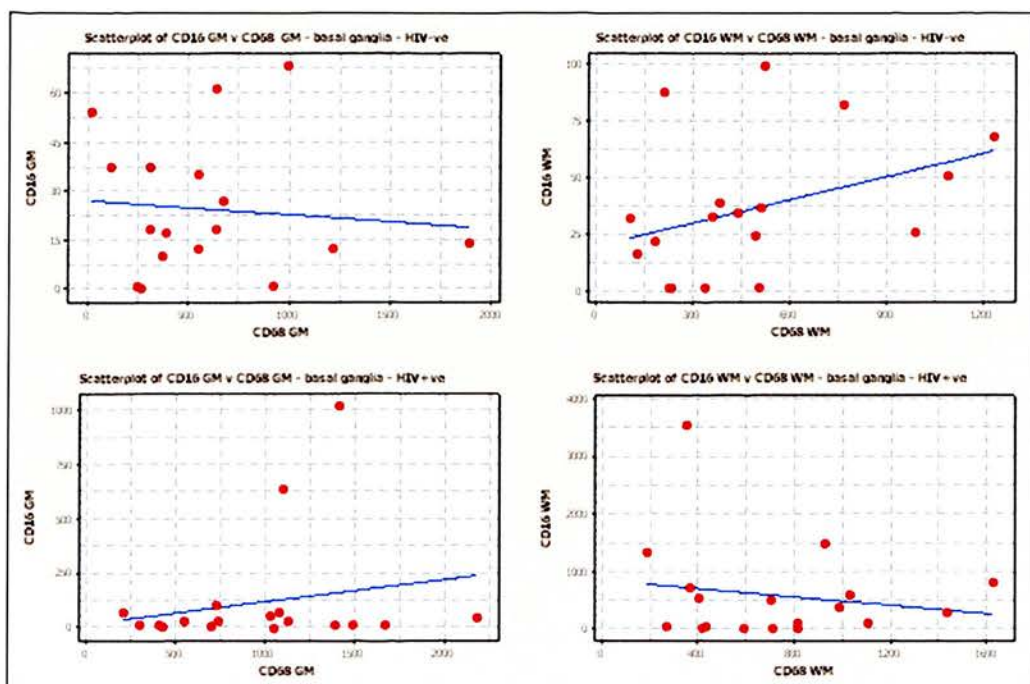 Scatterplot of CD16 GM v CD68 GM - basal ganglia - HIV-ve
60
45
30
15
0
CD16 GM
0 500 1000 1500 2000
CD68 GM
Scatterplot of CD16 WM v CD68 WM - basal ganglia - HIV+ve
100
75
50
25
0
CD16 WM
0 300 600 900 1200
CD68 WM
Scatterplot of CD16 GM v CD68 GM - basal ganglia - HIV+ve
1000
750
500
250
0
CD16 GM
0 500 1000 1500 2000
CD68 GM
Scatterplot of CD16 WM v CD68 WM - basal ganglia - HIV+ve
4000
3000
2000
1000
0
CD16 WM
0 400 800 1200 1600
CD68 WM